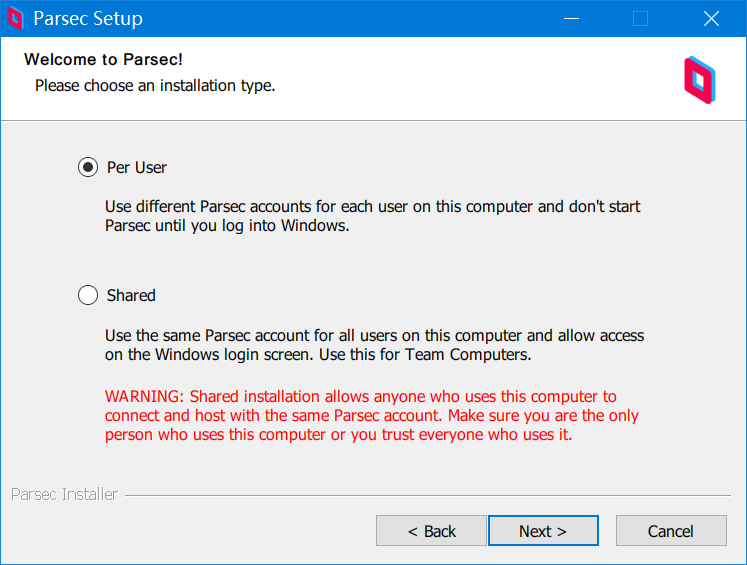 Parsec Setup
Welcome to Parsec!
Please choose an installation type.
Per User
Use different Parsec accounts for each user on this computer and don't start
Parsec until you log into Windows.
Shared
Use the same Parsec account for all users on this computer and allow access
on the Windows login screen. Use this for Team Computers.
WARNING: Shared installation allows anyone who uses this computer to
connect and host with the same Parsec account. Make sure you are the only
person who uses this computer or you trust everyone who uses it.
Parsec Installer
< Back Next > Cancel